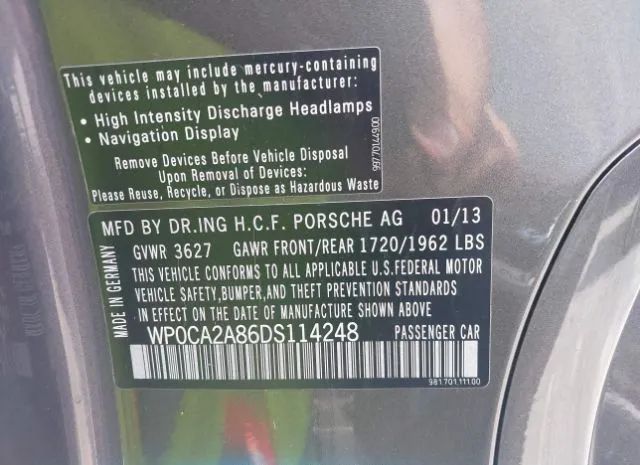 This vehicle may include mercury-containing
devices installed by the manufacturer:
• High Intensity Discharge Headlamps
• Navigation Display
Remove Devices Before Vehicle Disposal
Upon Removal of Devices:
Please Reuse, Recycle, or Dispose as Hazardous Waste
99770144900
MFD BY DR.ING H.C.F. PORSCHE AG 01/13
GVWR 3627 GAWR FRONT/REAR 1720/1962 LBS
THIS VEHICLE CONFORMS TO ALL APPLICABLE U.S.FEDERAL MOTOR
VEHICLE SAFETY,BUMPER,AND THEFT PREVENTION STANDARDS
IN EFFECT ON THE DATE OF MANUFACTURE SHOWN ABOVE
WP0CA2A86DS114248 PASSENGER CAR
MADE IN GERMANY
981.701.111.00